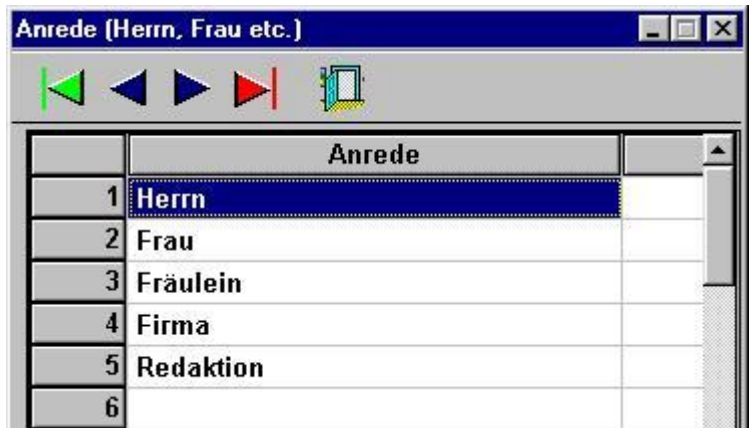 Anrede (Herrn, Frau etc.)
Anrede
1 Herrn
2 Frau
3 Fräulein
4 Firma
5 Redaktion
6